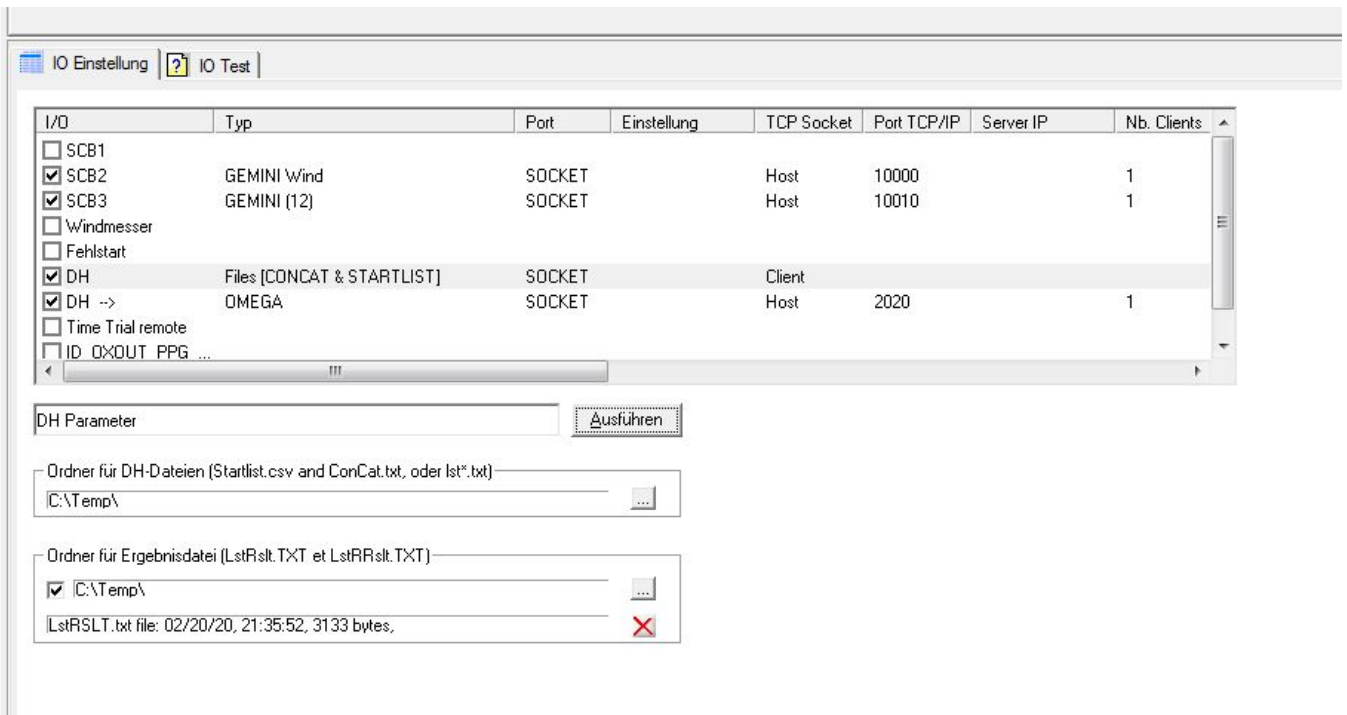 IO Einstellung IO Test
I/O Typ Port Einstellung TCP Socket Port TCP/IP Server IP Nb. Clients
SCB1
SCB2 GEMINI Wind SOCKET Host 10000 1
SCB3 GEMINI (12) SOCKET Host 10010 1
Windmesser
Fehlstart
DH Files [CONCAT & STARTLIST] SOCKET Client
DH --> OMEGA SOCKET Host 2020 1
Time Trial remote
ID_OXOUT_PPG_...
DH Parameter Ausführen
Ordner für DH-Dateien (Startlist.csv and ConCat.txt, oder lst*.txt)
C:\Temp\ ...
Ordner für Ergebnisdatei (LstRslt.TXT et LstRRslt.TXT)
C:\Temp\ ...
LstRSLT.txt file: 02/20/20, 21:35:52, 3133 bytes,